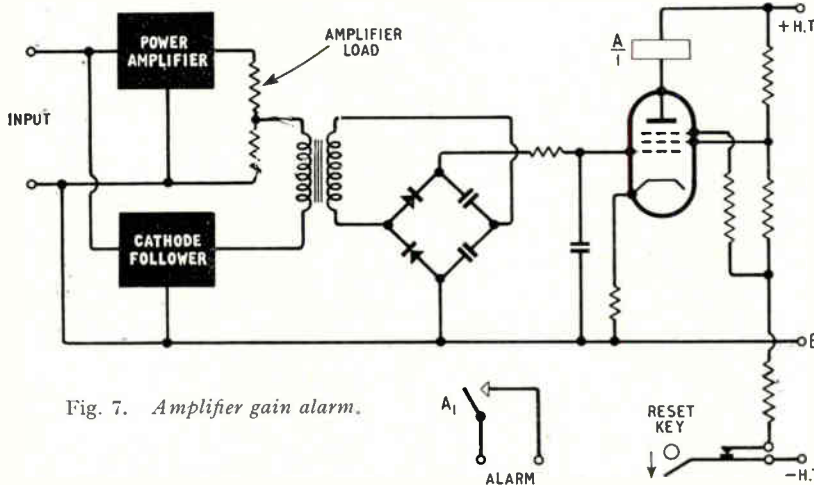 POWER
AMPLIFIER
AMPLIFIER
LOAD
A
1
+ H.T
INPUT
CATHODE
FOLLOWER
E
Fig. 7. Amplifier gain alarm.
A1
ALARM
RESET
KEY
-H.T